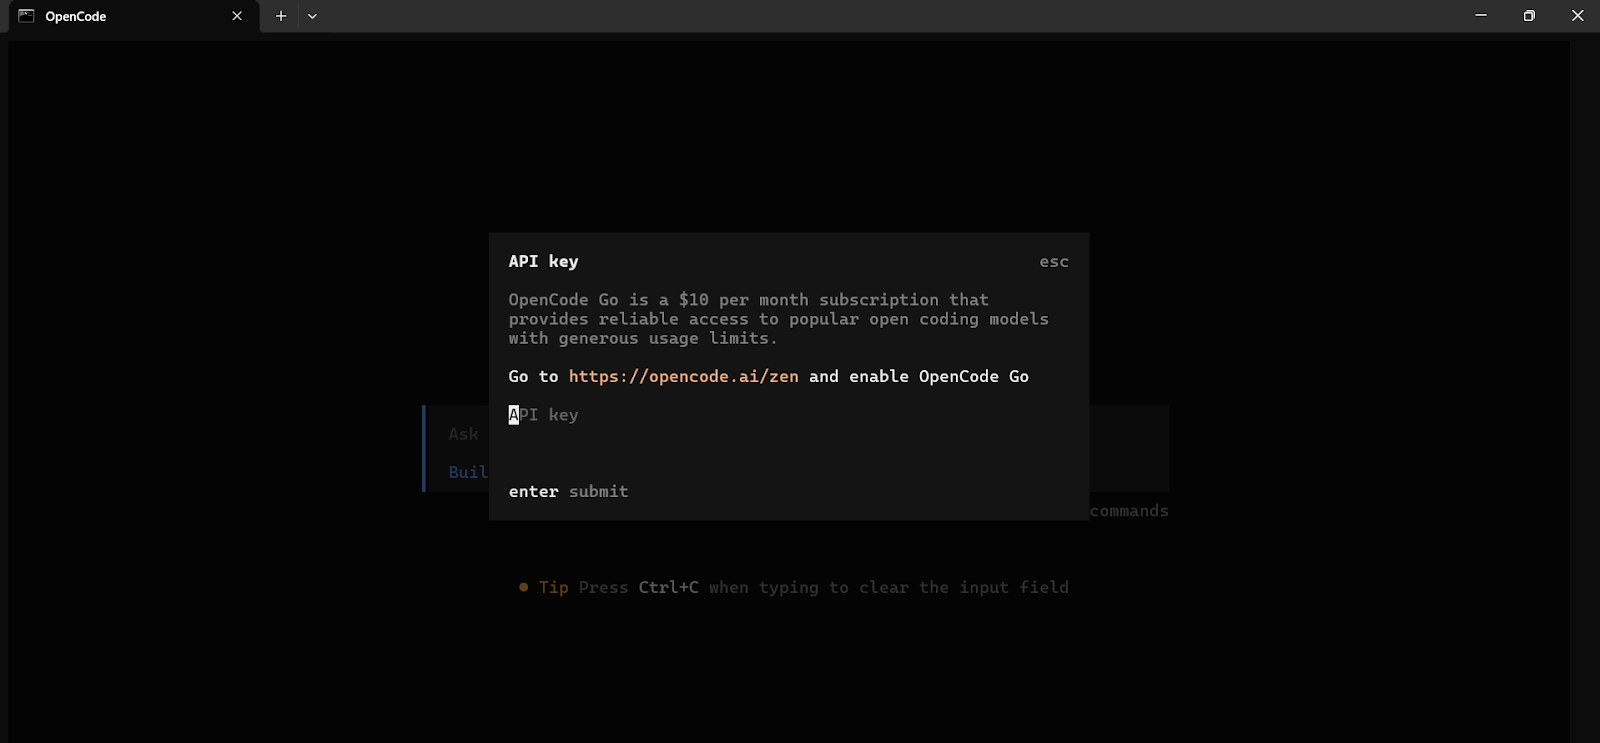 OpenCode
API key esc
OpenCode Go is a $10 per month subscription that
provides reliable access to popular open coding models
with generous usage limits.
Go to https://opencode.ai/zen and enable OpenCode Go
API key
Ask
Buil
enter submit
commands
Tip Press Ctrl+C when typing to clear the input field